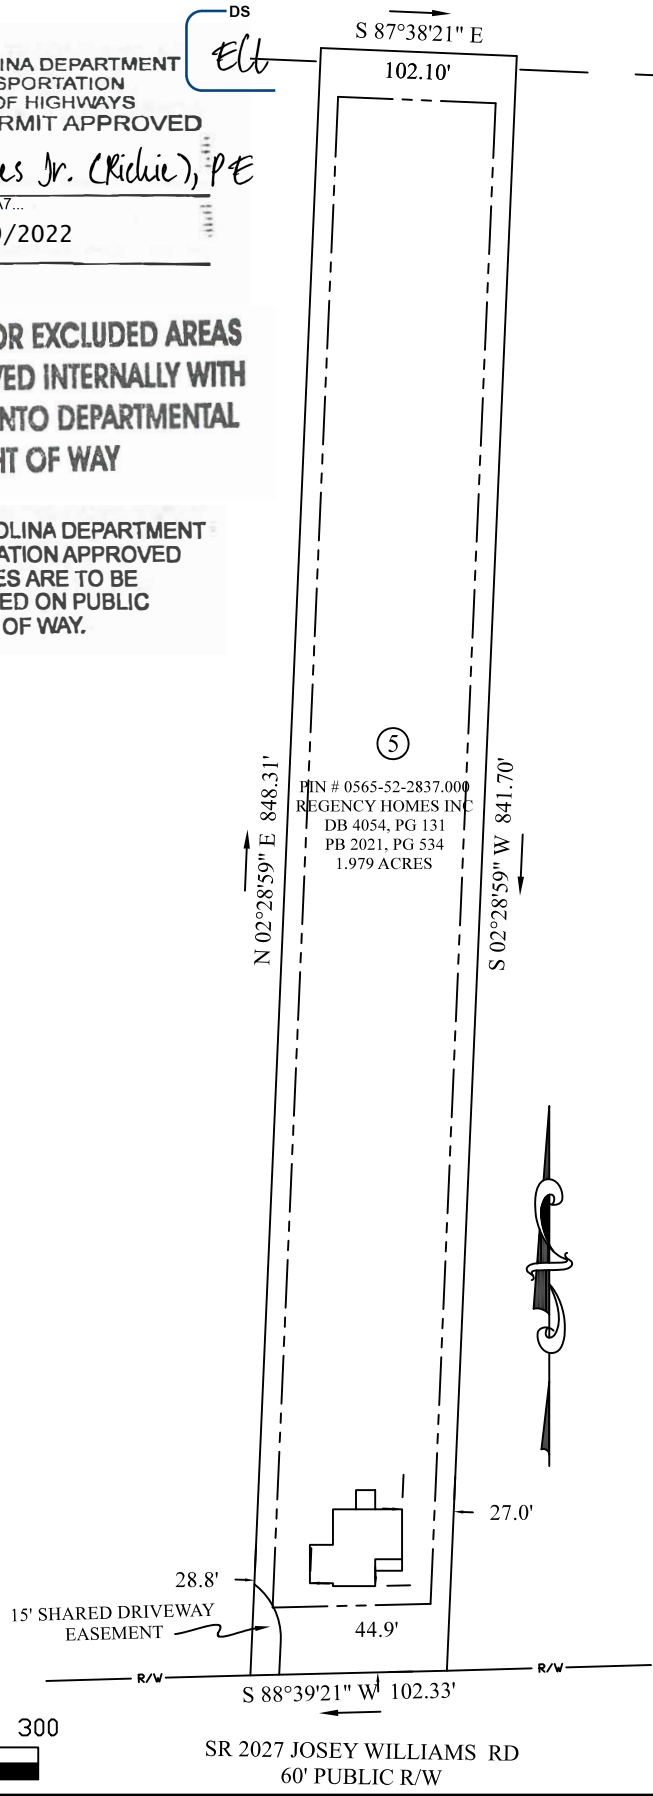 DS
ECL
INA DEPARTMENT
SPORTATION
OF HIGHWAYS
RMIT APPROVED
es Jr. (Richie), PE
A7...
/2022
OR EXCLUDED AREAS
VED INTERNALLY WITH
NTO DEPARTMENTAL
HT OF WAY
OLINA DEPARTMENT
ATION APPROVED
ES ARE TO BE
ED ON PUBLIC
OF WAY.
S 87°38'21" E
102.10'
5
PIN # 0565-52-2837.000
REGENCY HOMES INC
DB 4054, PG 131
PB 2021, PG 534
1.979 ACRES
N 02°28'59" E 848.31'
S 02°28'59" W 841.70'
27.0'
28.8'
15' SHARED DRIVEWAY
EASEMENT
44.9'
R/W
R/W
S 88°39'21" W 102.33'
300
SR 2027 JOSEY WILLIAMS RD
60' PUBLIC R/W